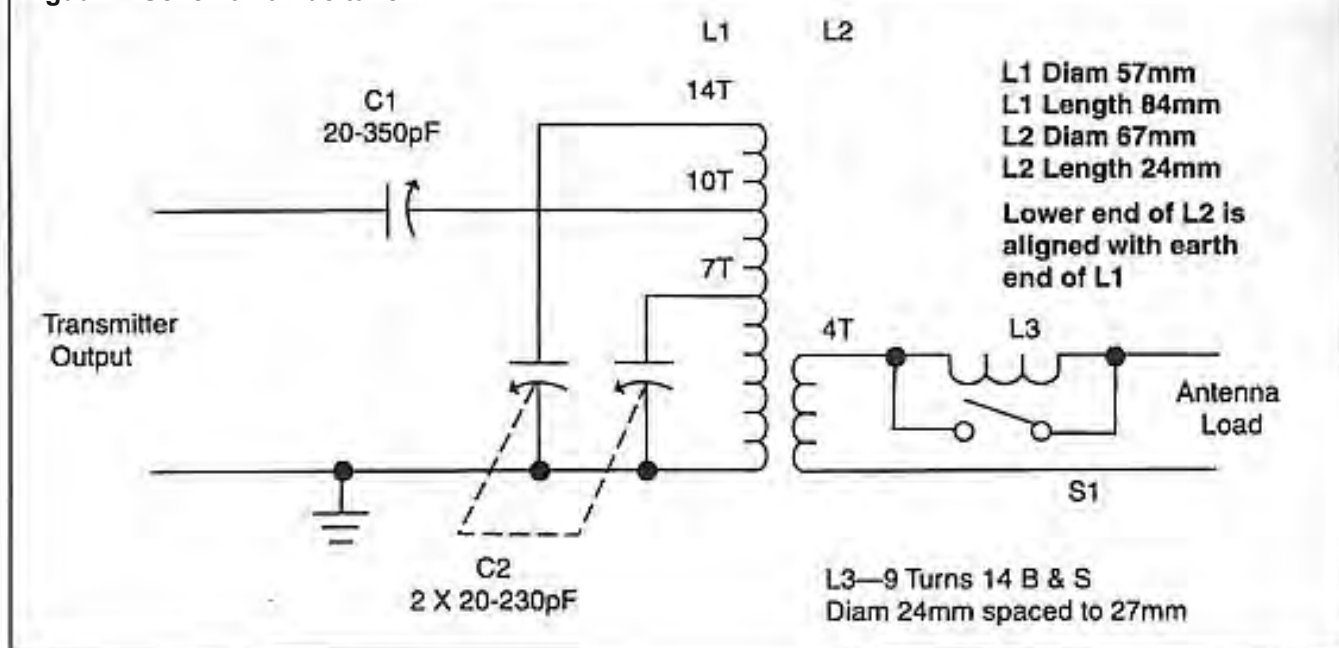 L1
L2
14T
L1 Diam 57mm
L1 Length 84mm
L2 Diam 67mm
L2 Length 24mm
C1
20-350pF
10T
Lower end of L2 is
aligned with earth
end of L1
7T
Transmitter
Output
4T
L3
Antenna
Load
S1
C2
2 X 20-230pF
L3—9 Turns 14 B & S
Diam 24mm spaced to 27mm